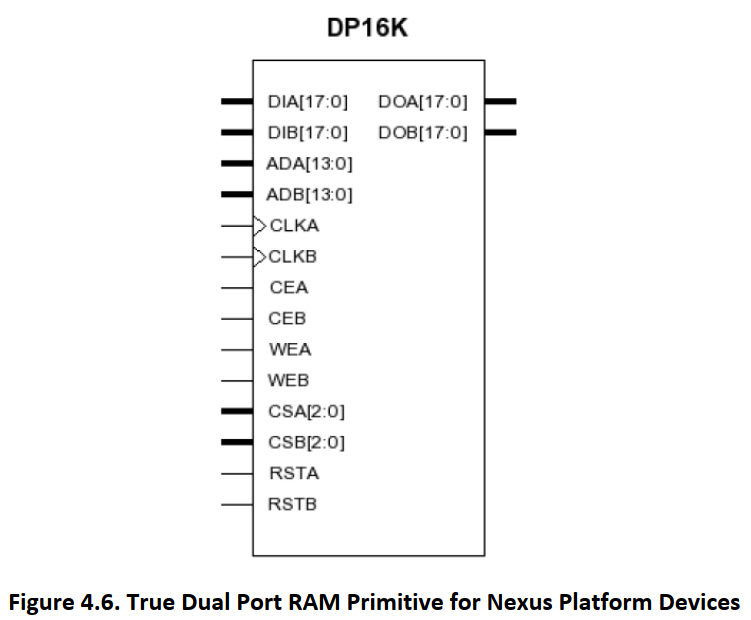 DP16K
DIA[17:0] DOA[17:0]
DIB[17:0] DOB[17:0]
ADA[13:0]
ADB[13:0]
CLKA
CLKB
CEA
CEB
WEA
WEB
CSA[2:0]
CSB[2:0]
RSTA
RSTB
Figure 4.6. True Dual Port RAM Primitive for Nexus Platform Devices